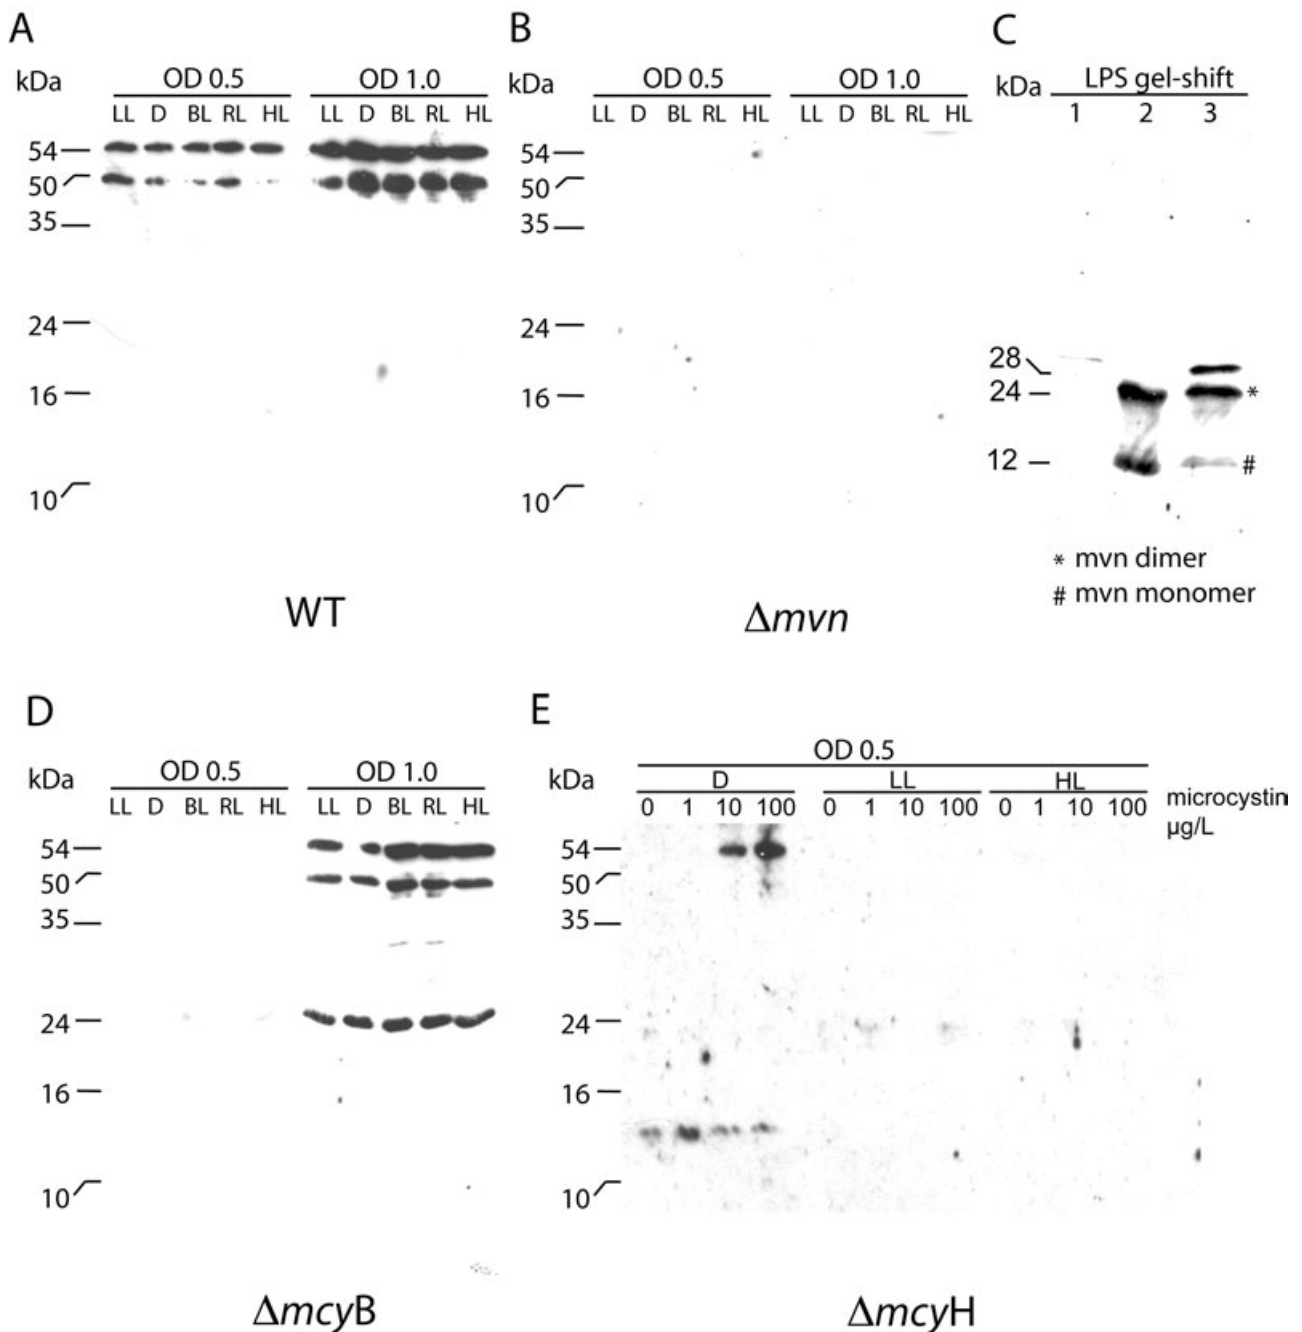 A
kDa
OD 0.5
OD 1.0
LL D BL RL HL
LL D BL RL HL
54
50
35
24
16
10
WT
B
kDa
OD 0.5
OD 1.0
LL D BL RL HL
LL D BL RL HL
54
50
35
24
16
10
Δmvn
C
kDa
LPS gel-shift
1 2 3
28
24
12
*
#
* mvn dimer
# mvn monomer
D
kDa
OD 0.5
OD 1.0
LL D BL RL HL
LL D BL RL HL
54
50
35
24
16
10
ΔmcyB
E
OD 0.5
kDa
D
LL
HL
0 1 10 100
0 1 10 100
0 1 10 100
microcystin
µg/L
54
50
35
24
16
10
ΔmcyH